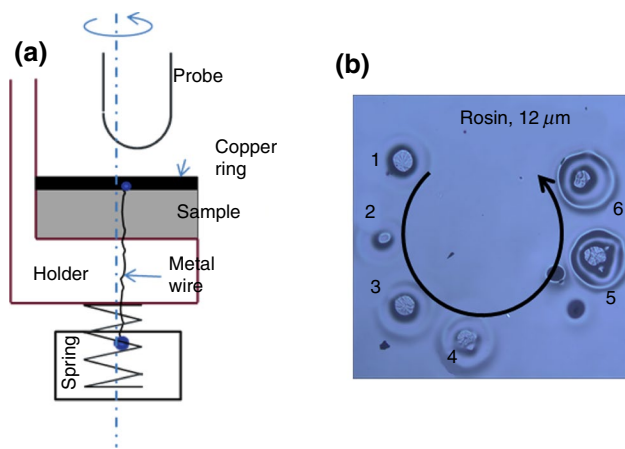 (a)
Probe
Copper
ring
Sample
Holder
Metal
wire
Spring
(b)
Rosin, 12 μm
1
2
3
4
5
6